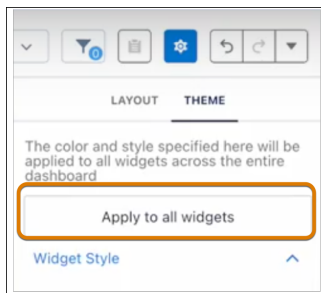 0
LAYOUT THEME
The color and style specified here will be
applied to all widgets across the entire
dashboard
Apply to all widgets
Widget Style